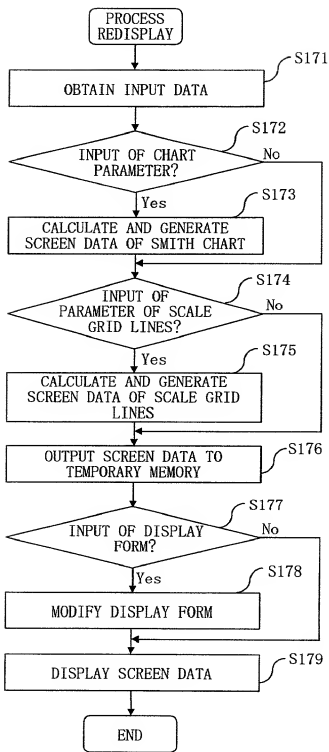 PROCESS
REDISPLAY
S171
OBTAIN INPUT DATA
S172
INPUT OF CHART
PARAMETER?
No
Yes
S173
CALCULATE AND GENERATE
SCREEN DATA OF SMITH CHART
S174
INPUT OF
PARAMETER OF SCALE
GRID LINES?
No
Yes
S175
CALCULATE AND GENERATE
SCREEN DATA OF SCALE GRID
LINES
OUTPUT SCREEN DATA TO
TEMPORARY MEMORY
S176
S177
INPUT OF DISPLAY
FORM?
No
Yes
S178
MODIFY DISPLAY FORM
S179
DISPLAY SCREEN DATA
END